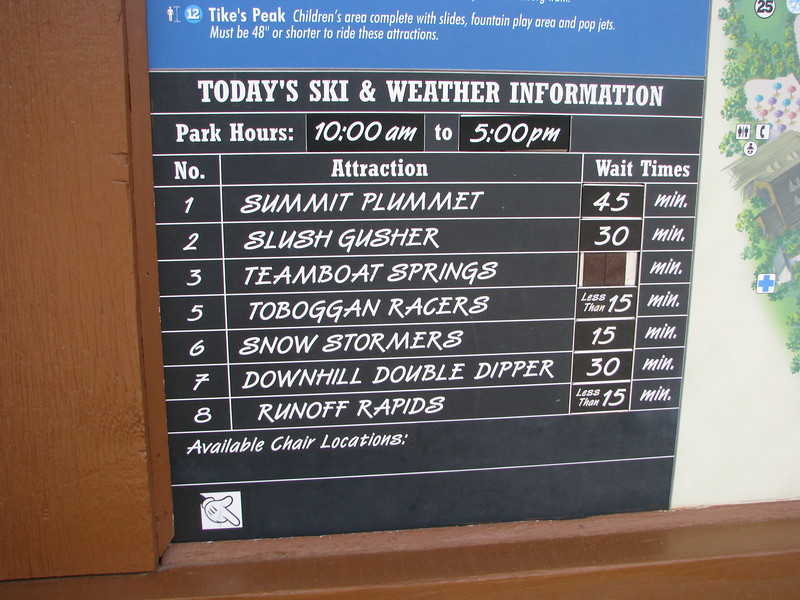 12 Tike's Peak Children's area complete with slides, fountain play area and pop jets.
Must be 48" or shorter to ride these attractions.
25
TODAY'S SKI & WEATHER INFORMATION
Park Hours: 10:00 am to 5:00pm
No. Attraction Wait Times
1 SUMMIT PLUMMET 45 min.
2 SLUSH GUSHER 30 min.
3 TEAMBOAT SPRINGS min.
5 TOBOGGAN RACERS Less Than 15 min.
6 SNOW STORMERS 15 min.
7 DOWNHILL DOUBLE DIPPER 30 min.
8 RUNOFF RAPIDS Less Than 15 min.
Available Chair Locations: